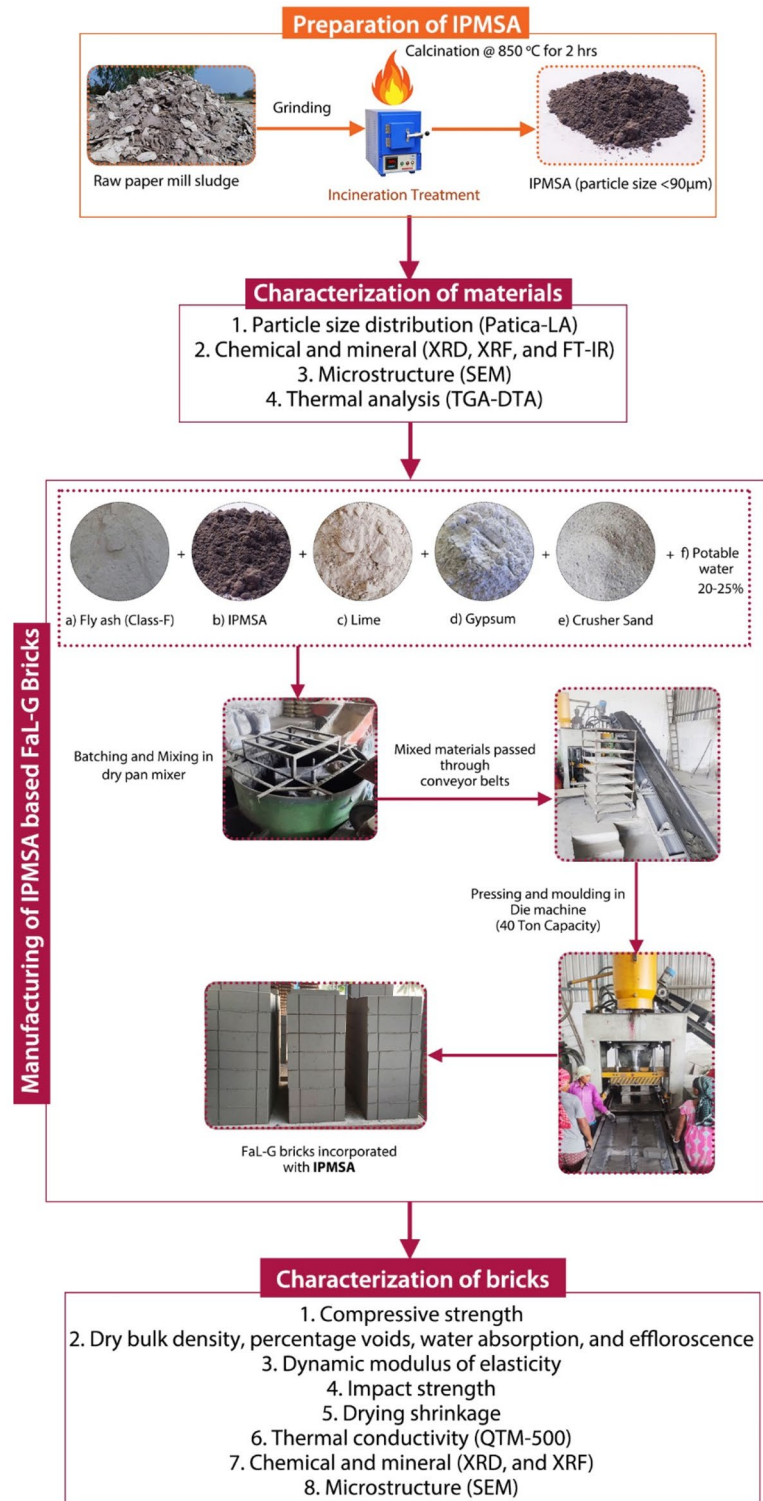 Preparation of IPMSA
Calcination @ 850 °C for 2 hrs
Grinding
Raw paper mill sludge
Incineration Treatment
IPMSA (particle size <90µm)
Characterization of materials
1. Particle size distribution (Patica-LA)
2. Chemical and mineral (XRD, XRF, and FT-IR)
3. Microstructure (SEM)
4. Thermal analysis (TGA-DTA)
Manufacturing of IPMSA based FaL-G Bricks
+ + + + + f) Potable
water
20-25%
a) Fly ash (Class-F) b) IPMSA c) Lime d) Gypsum e) Crusher Sand
Batching and Mixing in
dry pan mixer
Mixed materials passed
through
conveyor belts
Pressing and moulding in
Die machine
(40 Ton Capacity)
FaL-G bricks incorporated
with IPMSA
Characterization of bricks
1. Compressive strength
2. Dry bulk density, percentage voids, water absorption, and effloroscence
3. Dynamic modulus of elasticity
4. Impact strength
5. Drying shrinkage
6. Thermal conductivity (QTM-500)
7. Chemical and mineral (XRD, and XRF)
8. Microstructure (SEM)